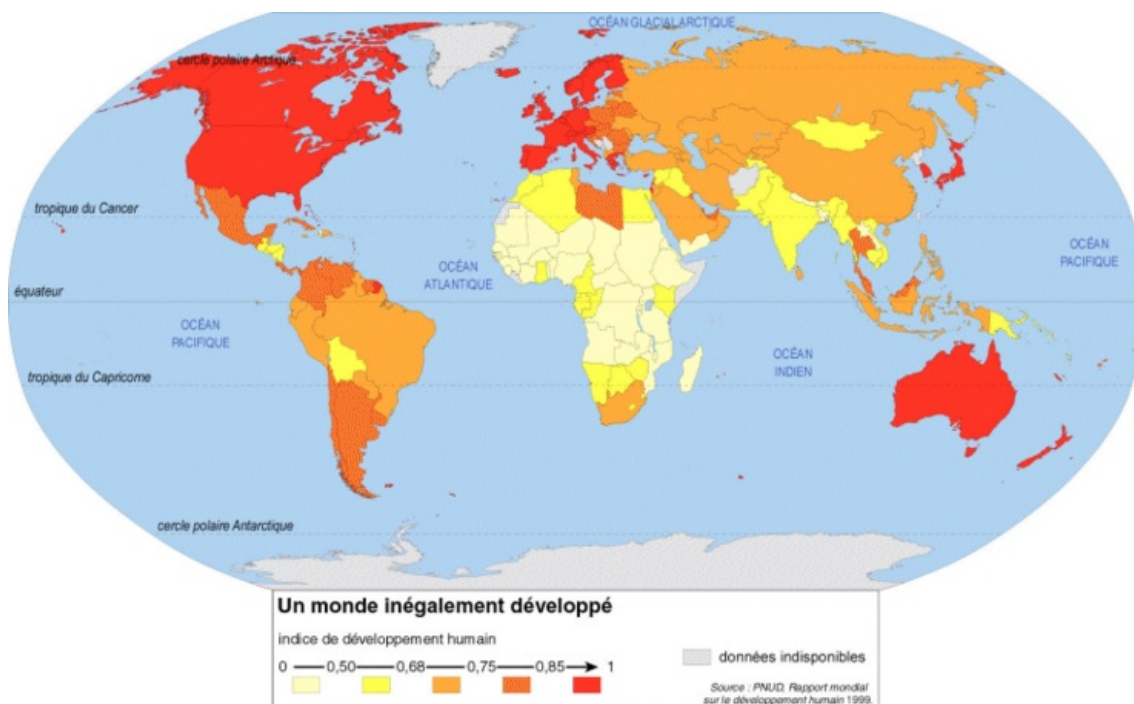 OCÉAN GLACIAL ARCTIQUE
cercle polaire Arctique
tropique du Cancer
OCÉAN
PACIFIQUE
OCÉAN
ATLANTIQUE
équateur
OCÉAN
PACIFIQUE
OCÉAN
INDIEN
tropique du Capricorne
cercle polaire Antarctique
Un monde inégalement développé
indice de développement humain
0 0,50 0,68 0,75 0,85 1
données indisponibles
Source : PNUD, Rapport mondial
sur le développement humain 1999.